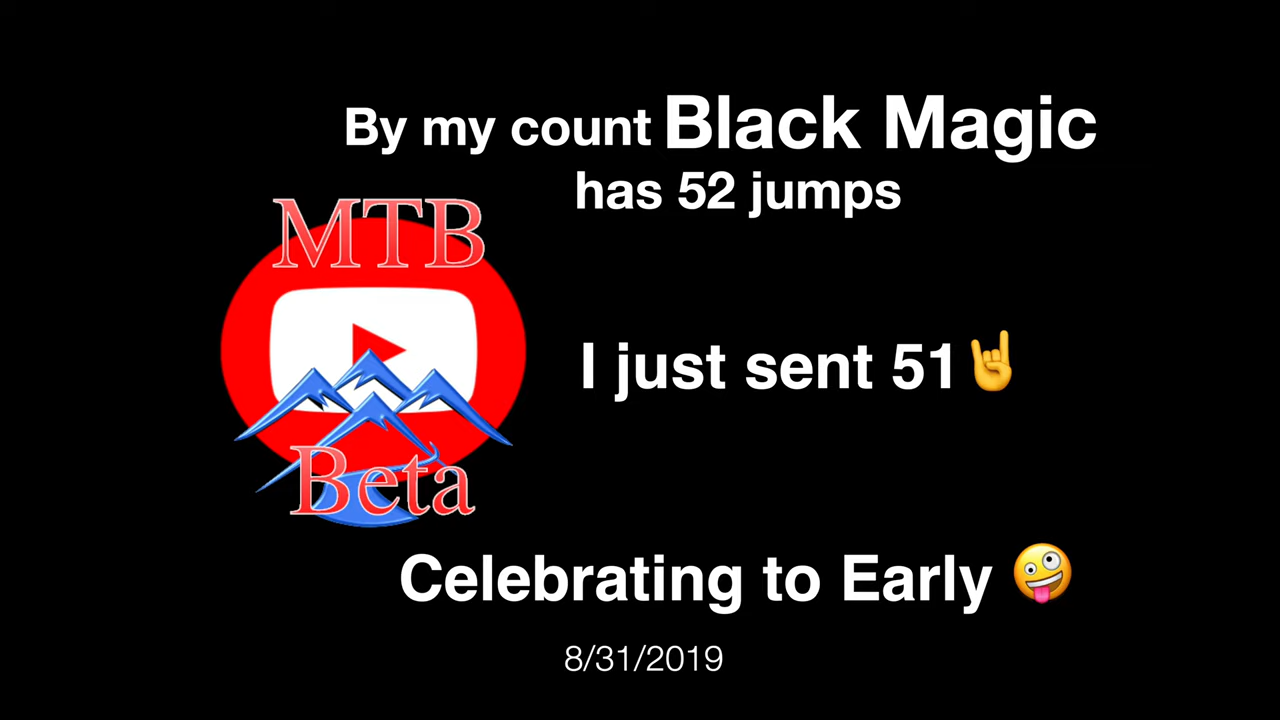 By my count Black Magic
has 52 jumps
MTB
I just sent 51🤘
Beta
Celebrating to Early 🤪
8/31/2019